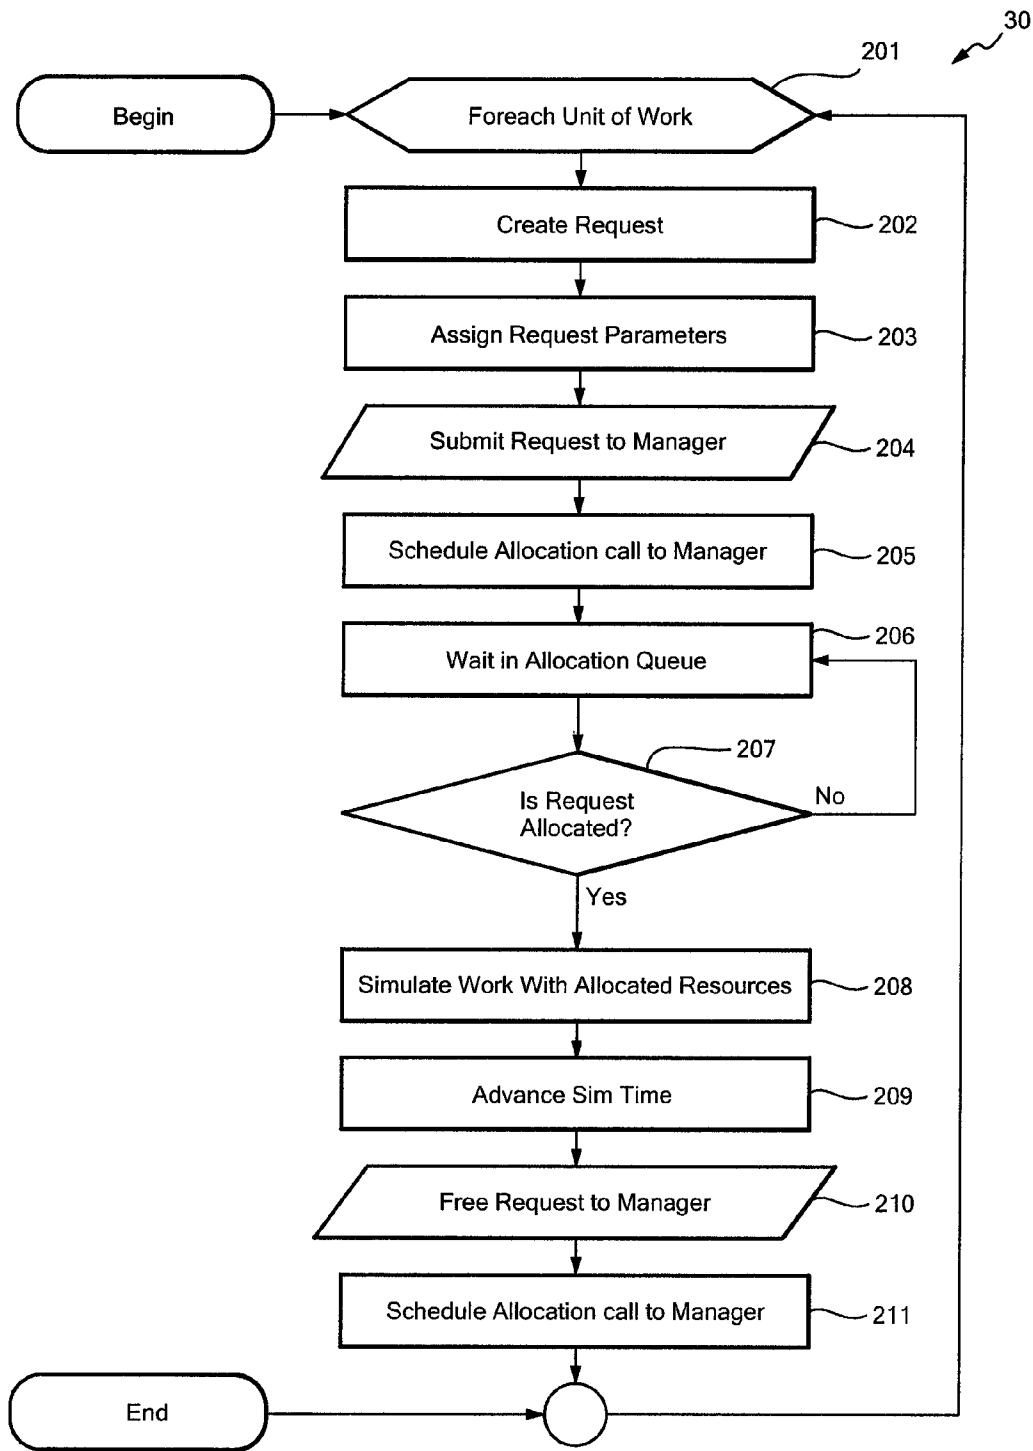 30
201
Begin
Foreach Unit of Work
Create Request
202
Assign Request Parameters
203
Submit Request to Manager
204
Schedule Allocation call to Manager
205
206
Wait in Allocation Queue
207
Is Request
Allocated?
No
Yes
Simulate Work With Allocated Resources
208
Advance Sim Time
209
Free Request to Manager
210
Schedule Allocation call to Manager
211
End